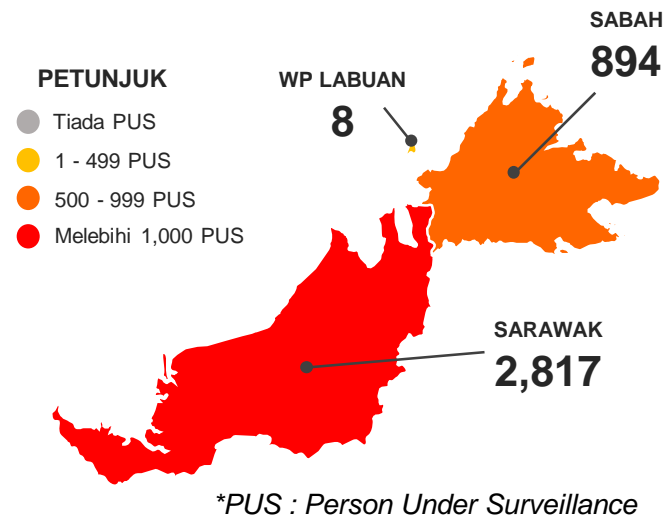 SABAH
894
WP LABUAN
8
PETUNJUK
Tiada PUS
1 - 499 PUS
500 - 999 PUS
Melebihi 1,000 PUS
SARAWAK
2,817
*PUS : Person Under Surveillance